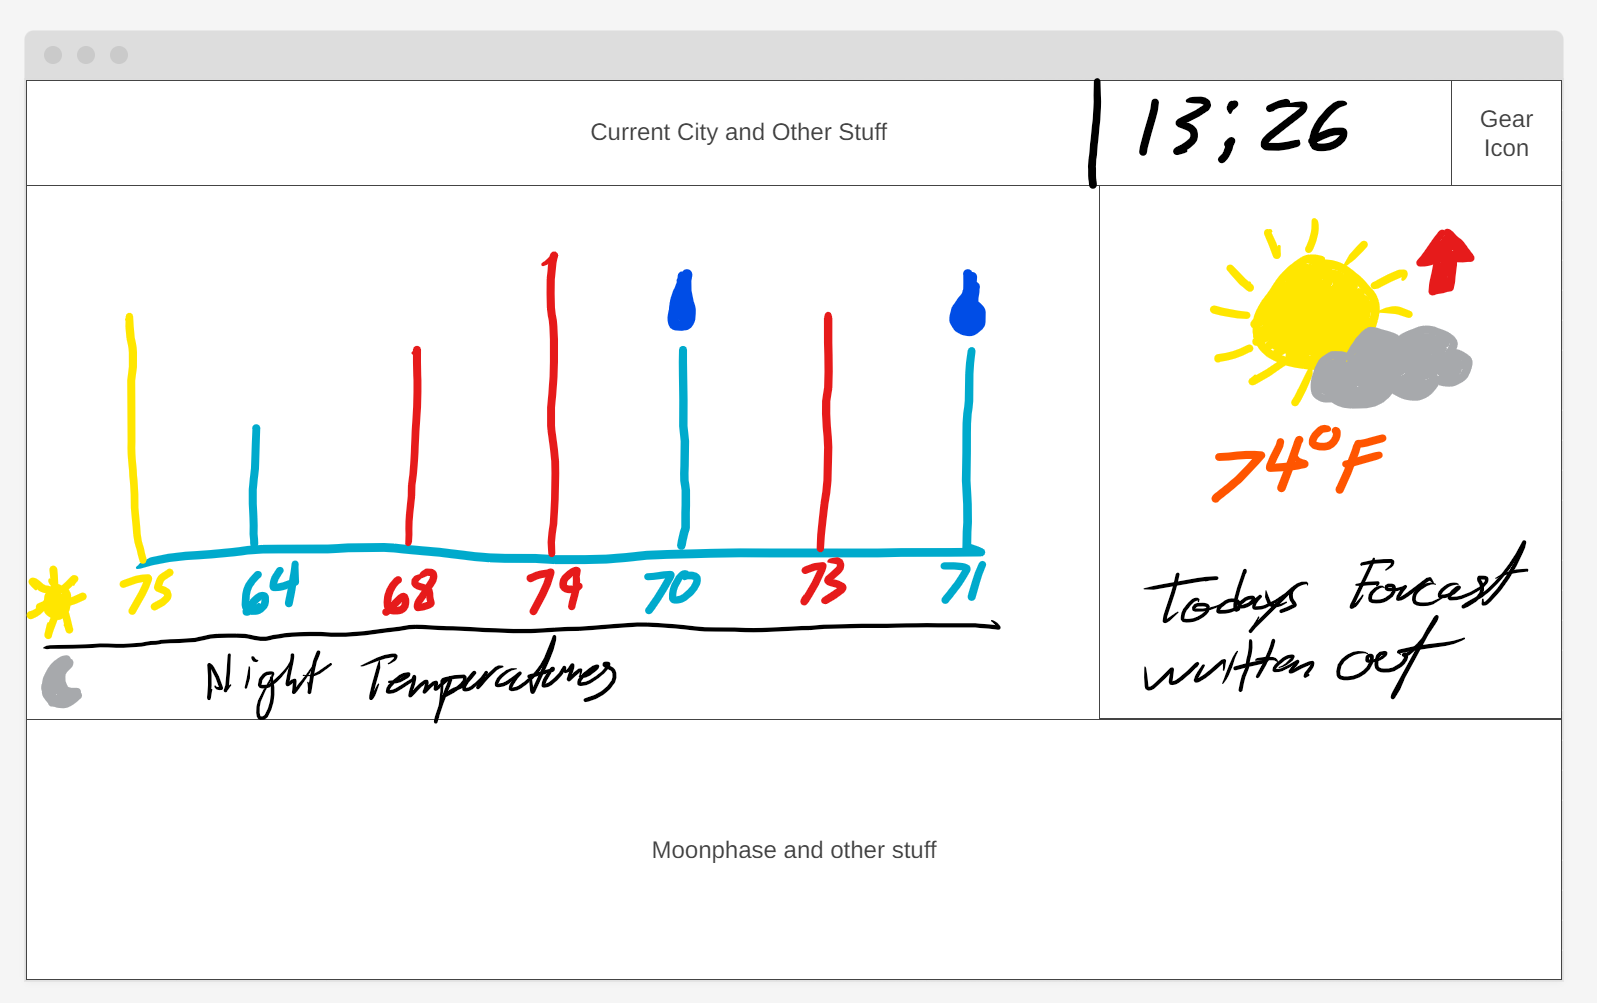 Current City and Other Stuff
13;26
Gear
Icon
74°F
75 64 68 79 70 73 71
Todays Forcast
written out
Night Temperatures
Moonphase and other stuff